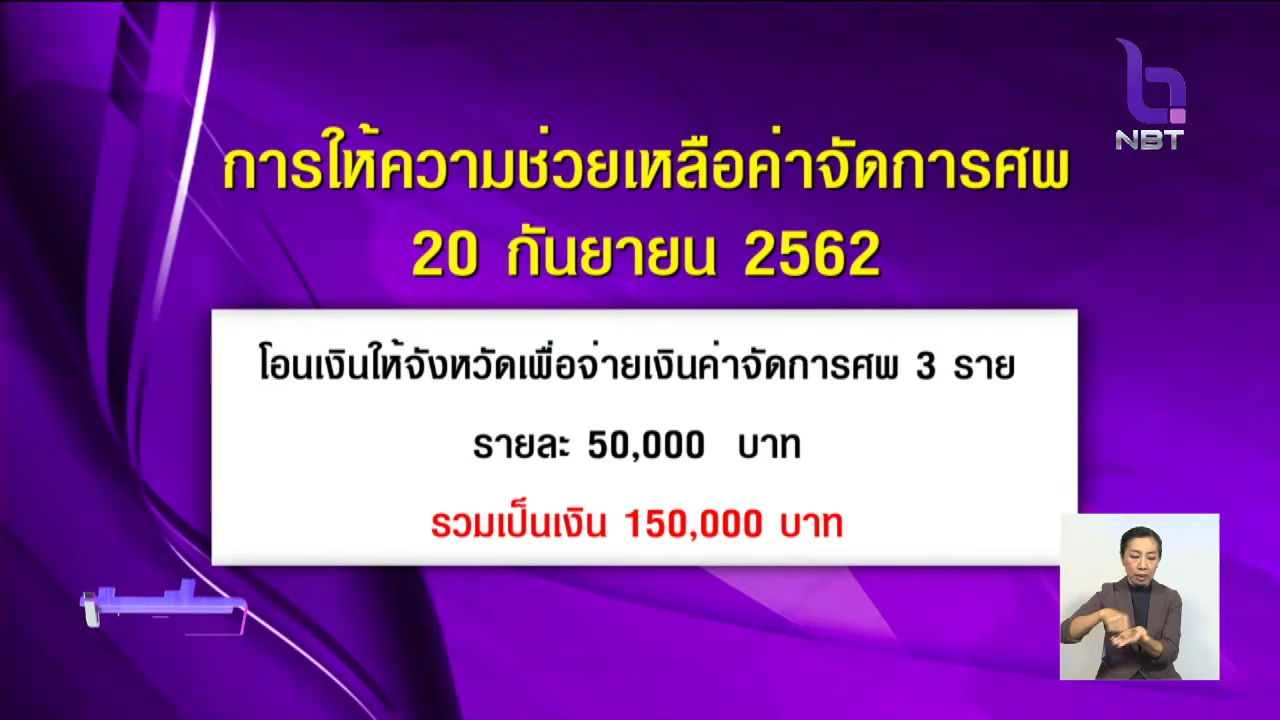 NBT
การให้ความช่วยเหลือค่าจัดการศพ
20 กันยายน 2562
โอนเงินให้จังหวัดเพื่อจ่ายเงินค่าจัดการศพ 3 ราย
รายละ 50,000 บาท
รวมเป็นเงิน 150,000 บาท